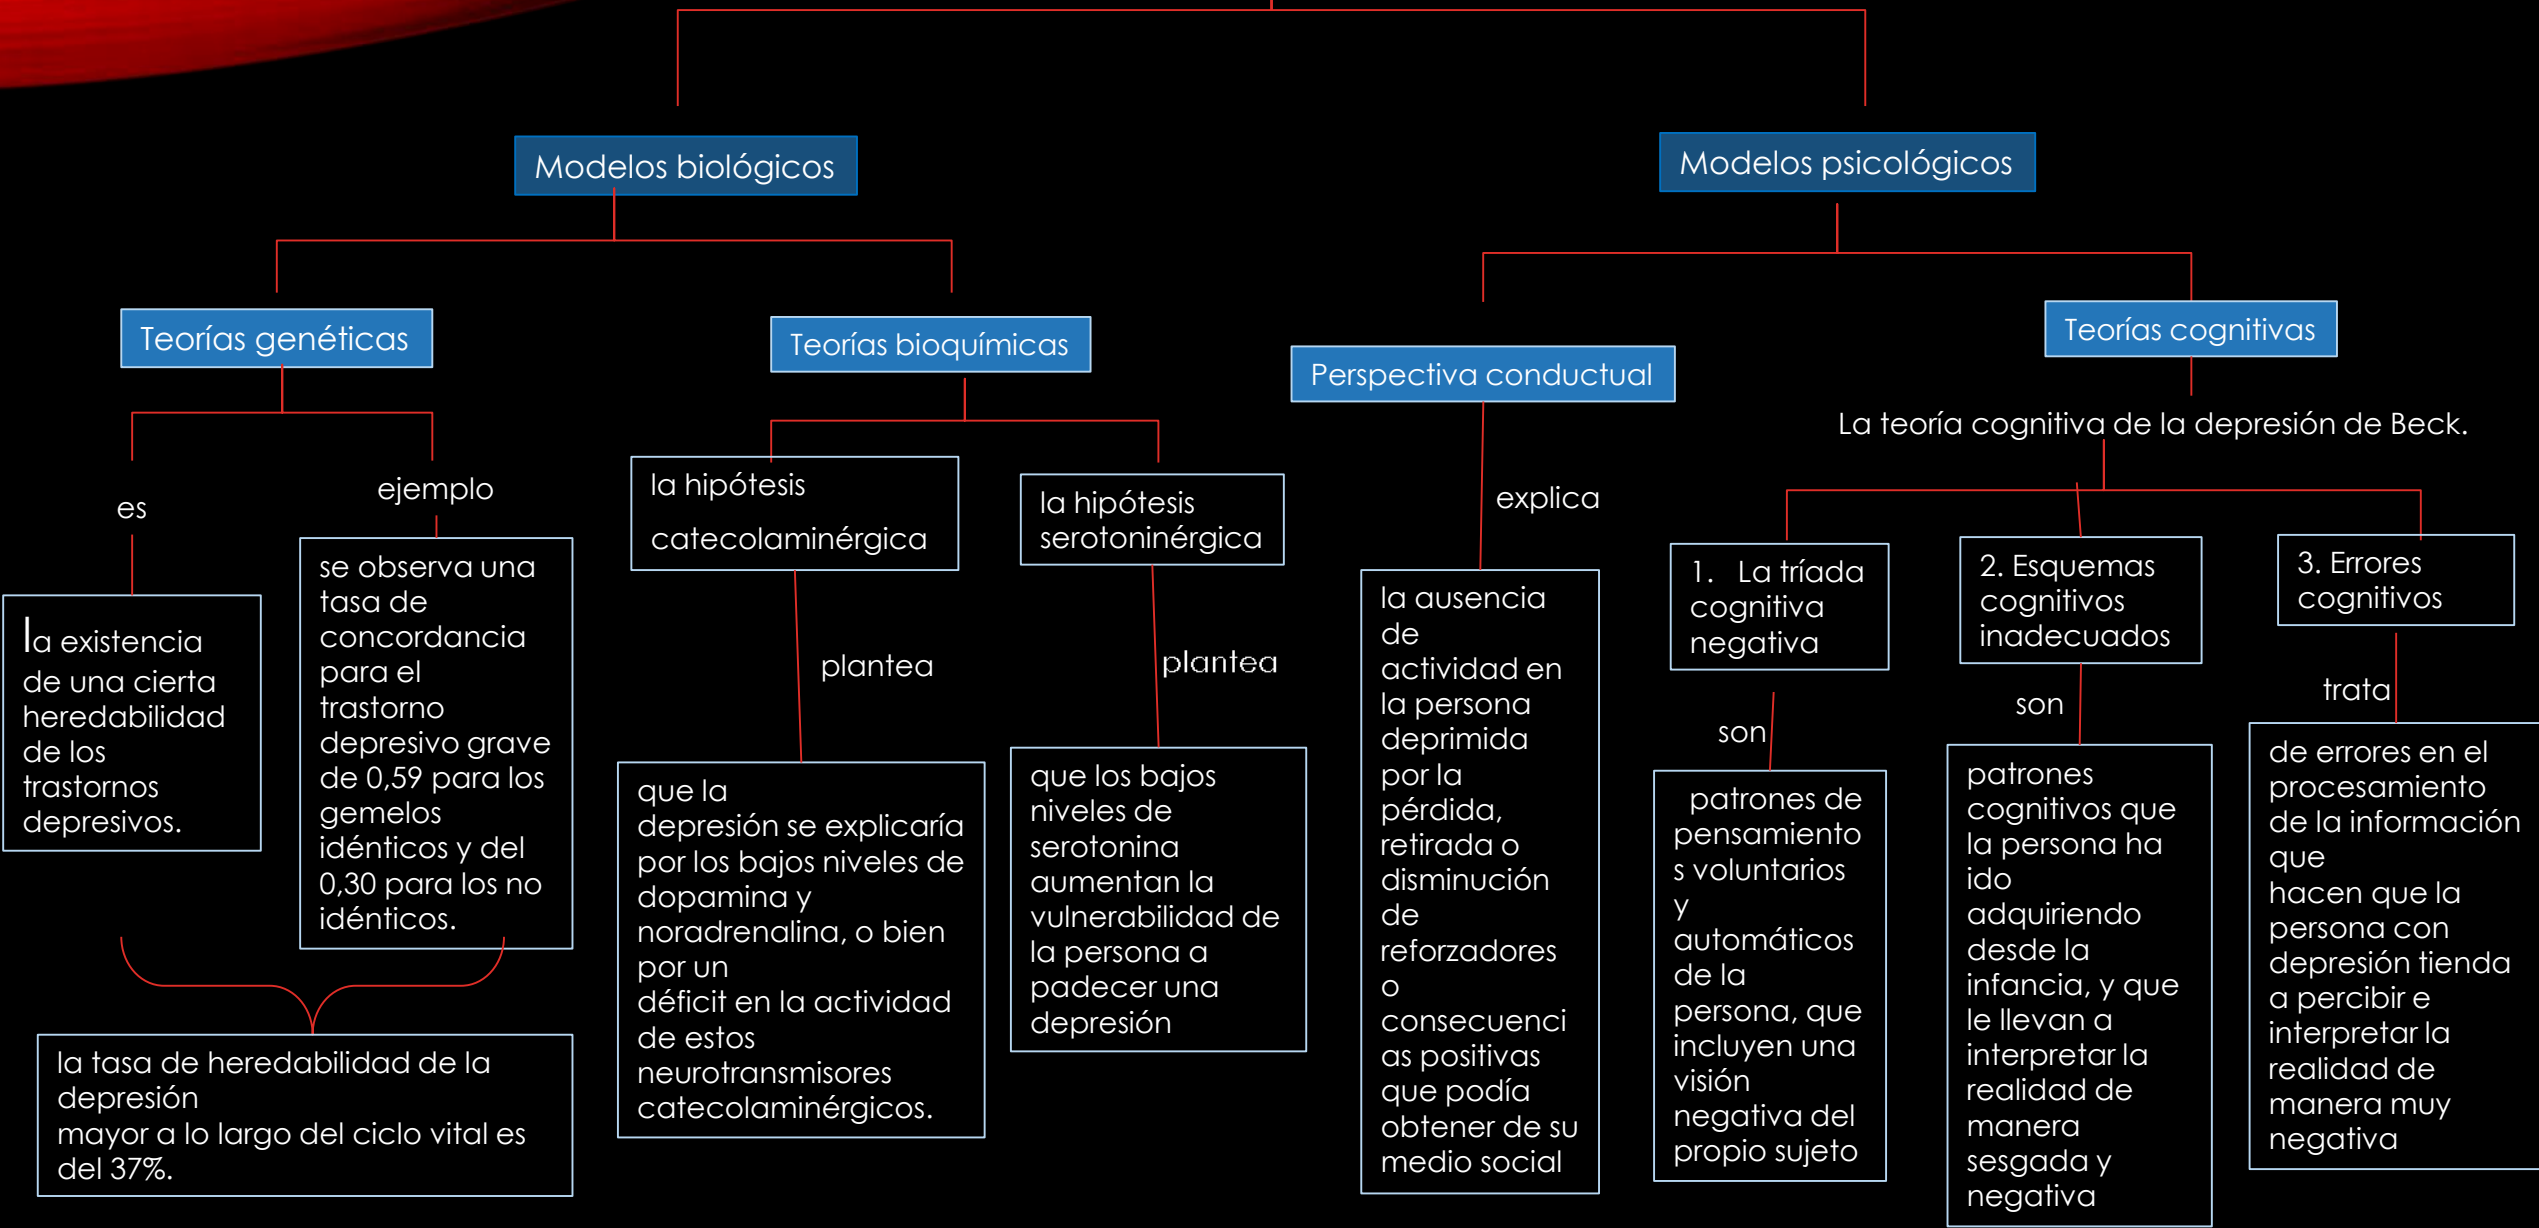 Modelos biológicos
Modelos psicológicos
Teorías genéticas
Teorías bioquímicas
Perspectiva conductual
Teorías cognitivas
La teoría cognitiva de la depresión de Beck.
es
ejemplo
la existencia
de una cierta
heredabilidad
de los
trastornos
depresivos.
se observa una
tasa de
concordancia
para el
trastorno
depresivo grave
de 0,59 para los
gemelos
idénticos y del
0,30 para los no
idénticos.
la tasa de heredabilidad de la
depresión
mayor a lo largo del ciclo vital es
del 37%.
la hipótesis
catecolaminérgica
plantea
que la
depresión se explicaría
por los bajos niveles de
dopamina y
noradrenalina, o bien
por un
déficit en la actividad
de estos
neurotransmisores
catecolaminérgicos.
la hipótesis
serotoninérgica
plantea
que los bajos
niveles de
serotonina
aumentan la
vulnerabilidad de
la persona a
padecer una
depresión
explica
la ausencia
de
actividad en
la persona
deprimida
por la
pérdida,
retirada o
disminución
de
reforzadores
o
consecuenci
as positivas
que podía
obtener de su
medio social
1. La tríada
cognitiva
negativa
son
patrones de
pensamiento
s voluntarios
y
automáticos
de la
persona, que
incluyen una
visión
negativa del
propio sujeto
2. Esquemas
cognitivos
inadecuados
son
patrones
cognitivos que
la persona ha
ido
adquiriendo
desde la
infancia, y que
le llevan a
interpretar la
realidad de
manera
sesgada y
negativa
3. Errores
cognitivos
trata
de errores en el
procesamiento
de la información
que
hacen que la
persona con
depresión tienda
a percibir e
interpretar la
realidad de
manera muy
negativa